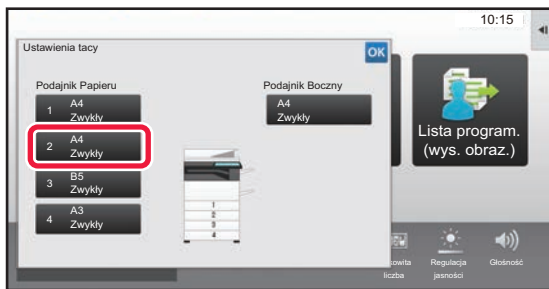 10:15
Ustawienia tacy
OK
Podajnik Papieru
Podajnik Boczny
1 A4
Zwykły
A4
Zwykły
2 A4
Zwykły
3 B5
Zwykły
4 A3
Zwykły
1
2
3
4
Lista program.
(wys. obraz.)
liczba
Regulacja
jasności
Głośność